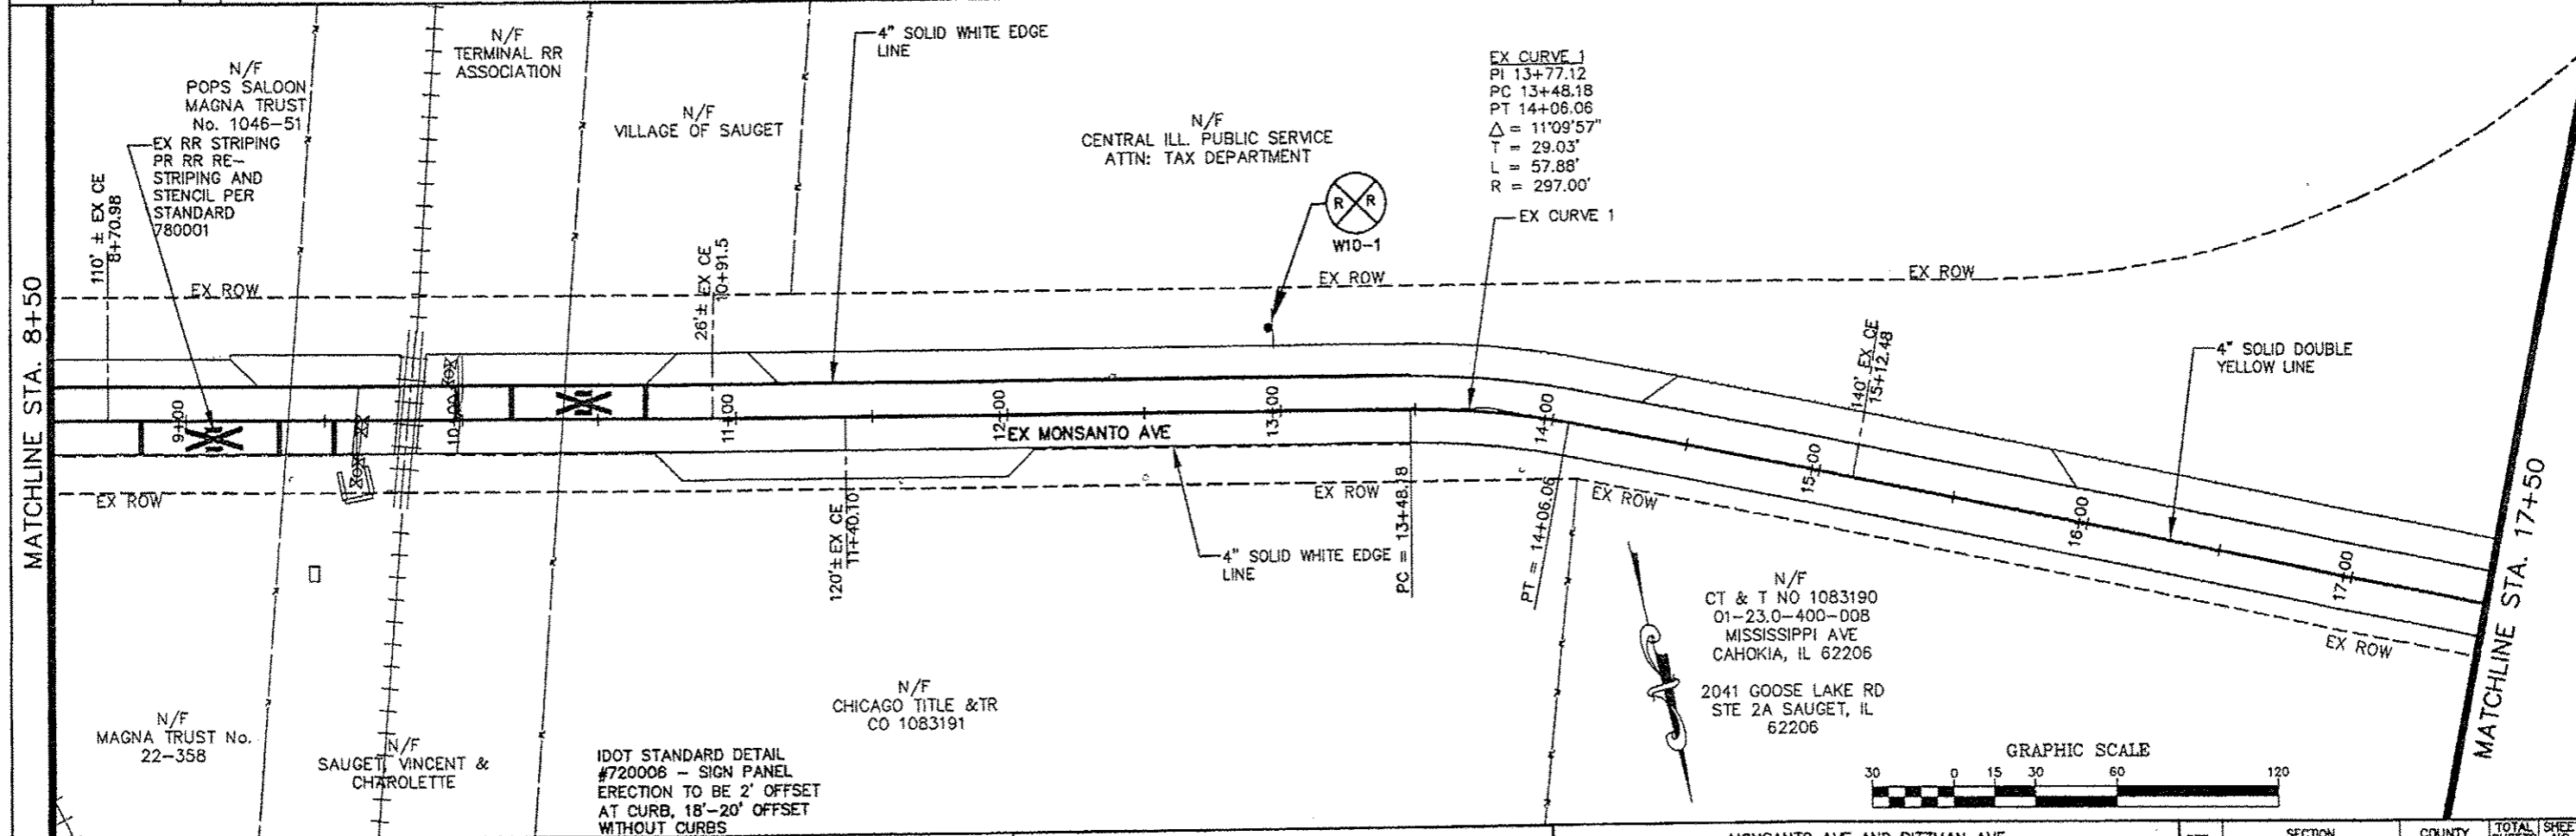 MATCHLINE STA. 8+50
110' ± EX CE
8+70.98
N/F
POPS SALOON
MAGNA TRUST
No. 1046-51
EX RR STRIPING
PR RR RE-
STRIPING AND
STENCIL PER
STANDARD
780001
N/F
TERMINAL RR
ASSOCIATION
N/F
VILLAGE OF SAUGET
4" SOLID WHITE EDGE
LINE
N/F
CENTRAL ILL. PUBLIC SERVICE
ATTN: TAX DEPARTMENT
R R
W10-1
EX CURVE 1
PI 13+77.12
PC 13+48.18
PT 14+06.06
Δ = 11°09'57"
T = 29.03'
L = 57.88'
R = 297.00'
EX CURVE 1
26'± EX CE
10+91.5
EX ROW
EX ROW
EX ROW
140' EX CE
15+12.48
4" SOLID DOUBLE
YELLOW LINE
9+00
10+00
11+00
12+00
13+00
14+00
15+00
16+00
17+00
EX MONSANTO AVE
EX ROW
EX ROW
EX ROW
EX ROW
120'± EX CE
11+40.10
4" SOLID WHITE EDGE
LINE
PC = 13+48.18
PT = 14+06.06
MATCHLINE STA. 17+50
N/F
CT & T NO 1083190
01-23.0-400-008
MISSISSIPPI AVE
CAHOKIA, IL 62206
2041 GOOSE LAKE RD
STE 2A SAUGET, IL
62206
N/F
MAGNA TRUST No.
22-358
N/F
SAUGET, VINCENT &
CHAROLETTE
N/F
CHICAGO TITLE &TR
CO 1083191
IDOT STANDARD DETAIL
#720006 - SIGN PANEL
ERECTION TO BE 2' OFFSET
AT CURB, 18'-20' OFFSET
WITHOUT CURBS
GRAPHIC SCALE
30 0 15 30 60 120
MONSANTO AVE AND PITTMAN AVE
SECTION
COUNTY
TOTAL